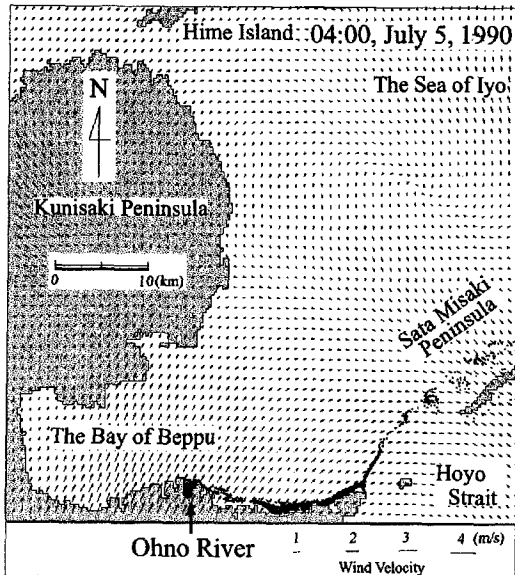 Hime Island 04:00, July 5, 1990
The Sea of Iyo
N
Kunisaki Peninsula
0 10(km)
Sata Misaki
Peninsula
The Bay of Beppu
Hoyo
Strait
Ohno River
1 2 3 4 (m/s)
Wind Velocity